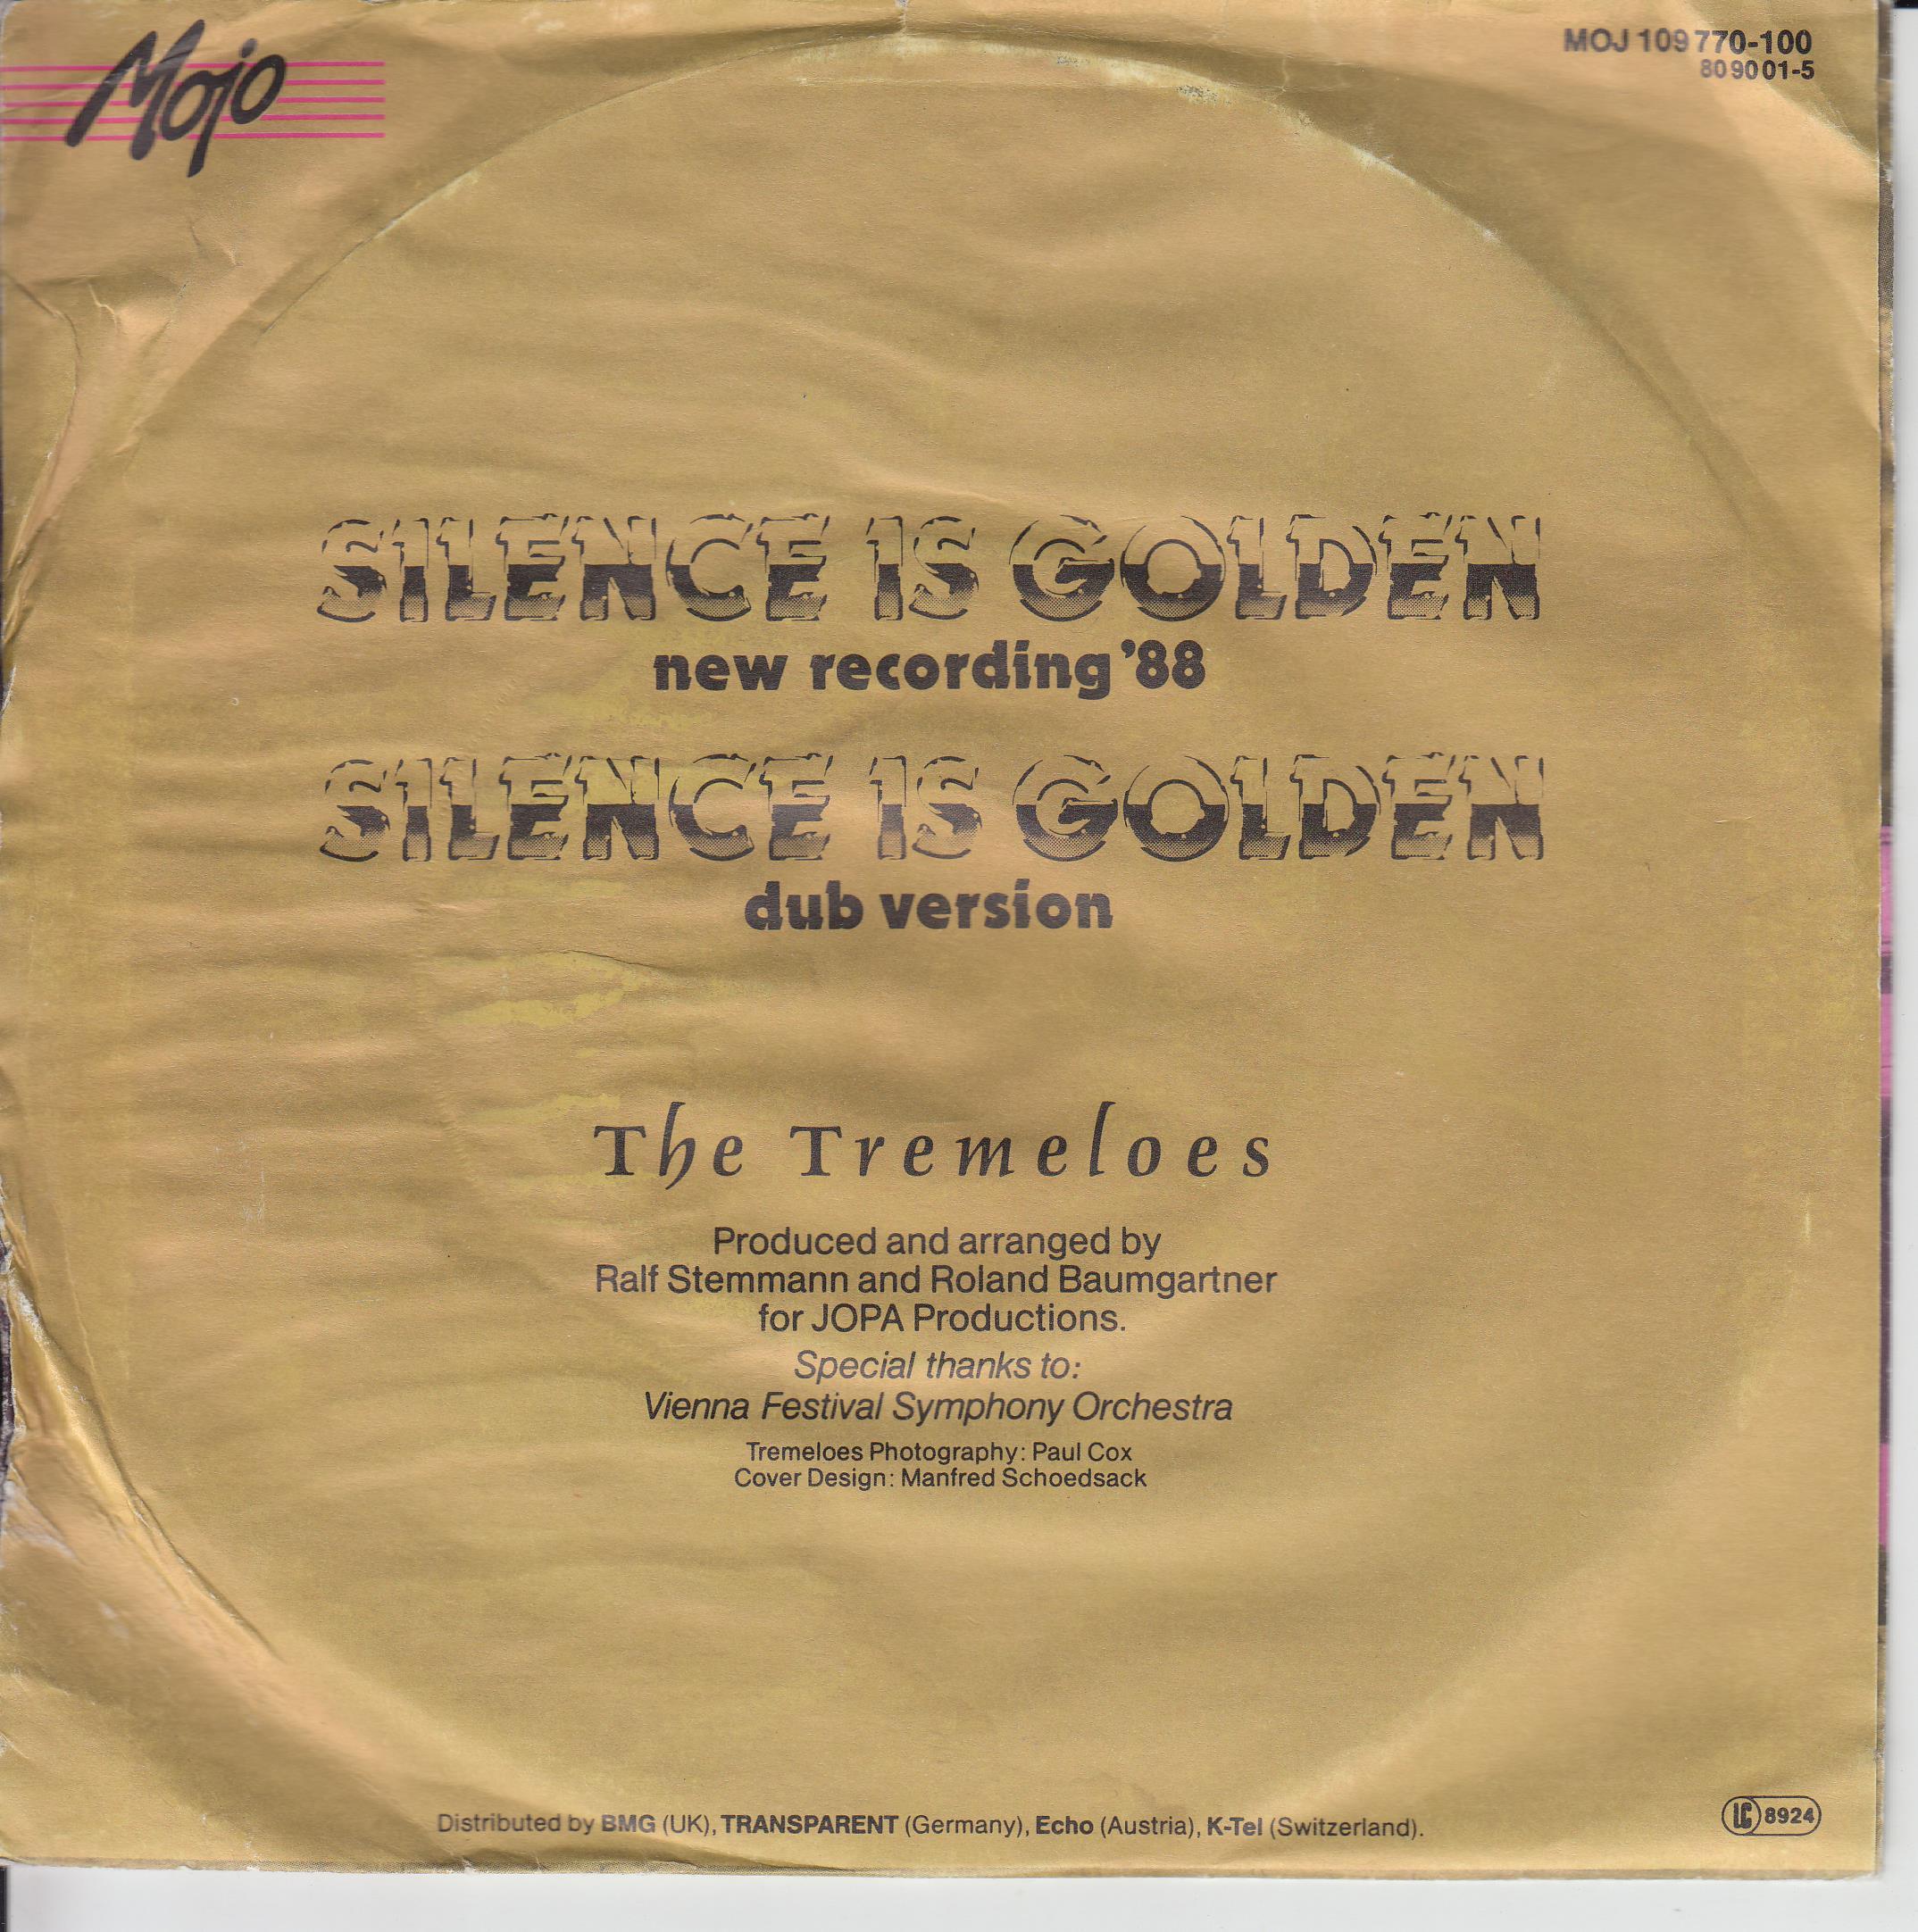 Mojo
MOJ 109 770-100
80 90 01-5
SILENCE IS GOLDEN
new recording '88
SILENCE IS GOLDEN
dub version
The Tremeloes
Produced and arranged by
Ralf Stemmann and Roland Baumgartner
for JOPA Productions.
Special thanks to:
Vienna Festival Symphony Orchestra
Tremeloes Photography: Paul Cox
Cover Design: Manfred Schoedsack
Distributed by BMG (UK), TRANSPARENT (Germany), Echo (Austria), K-Tel (Switzerland).
LC 8924